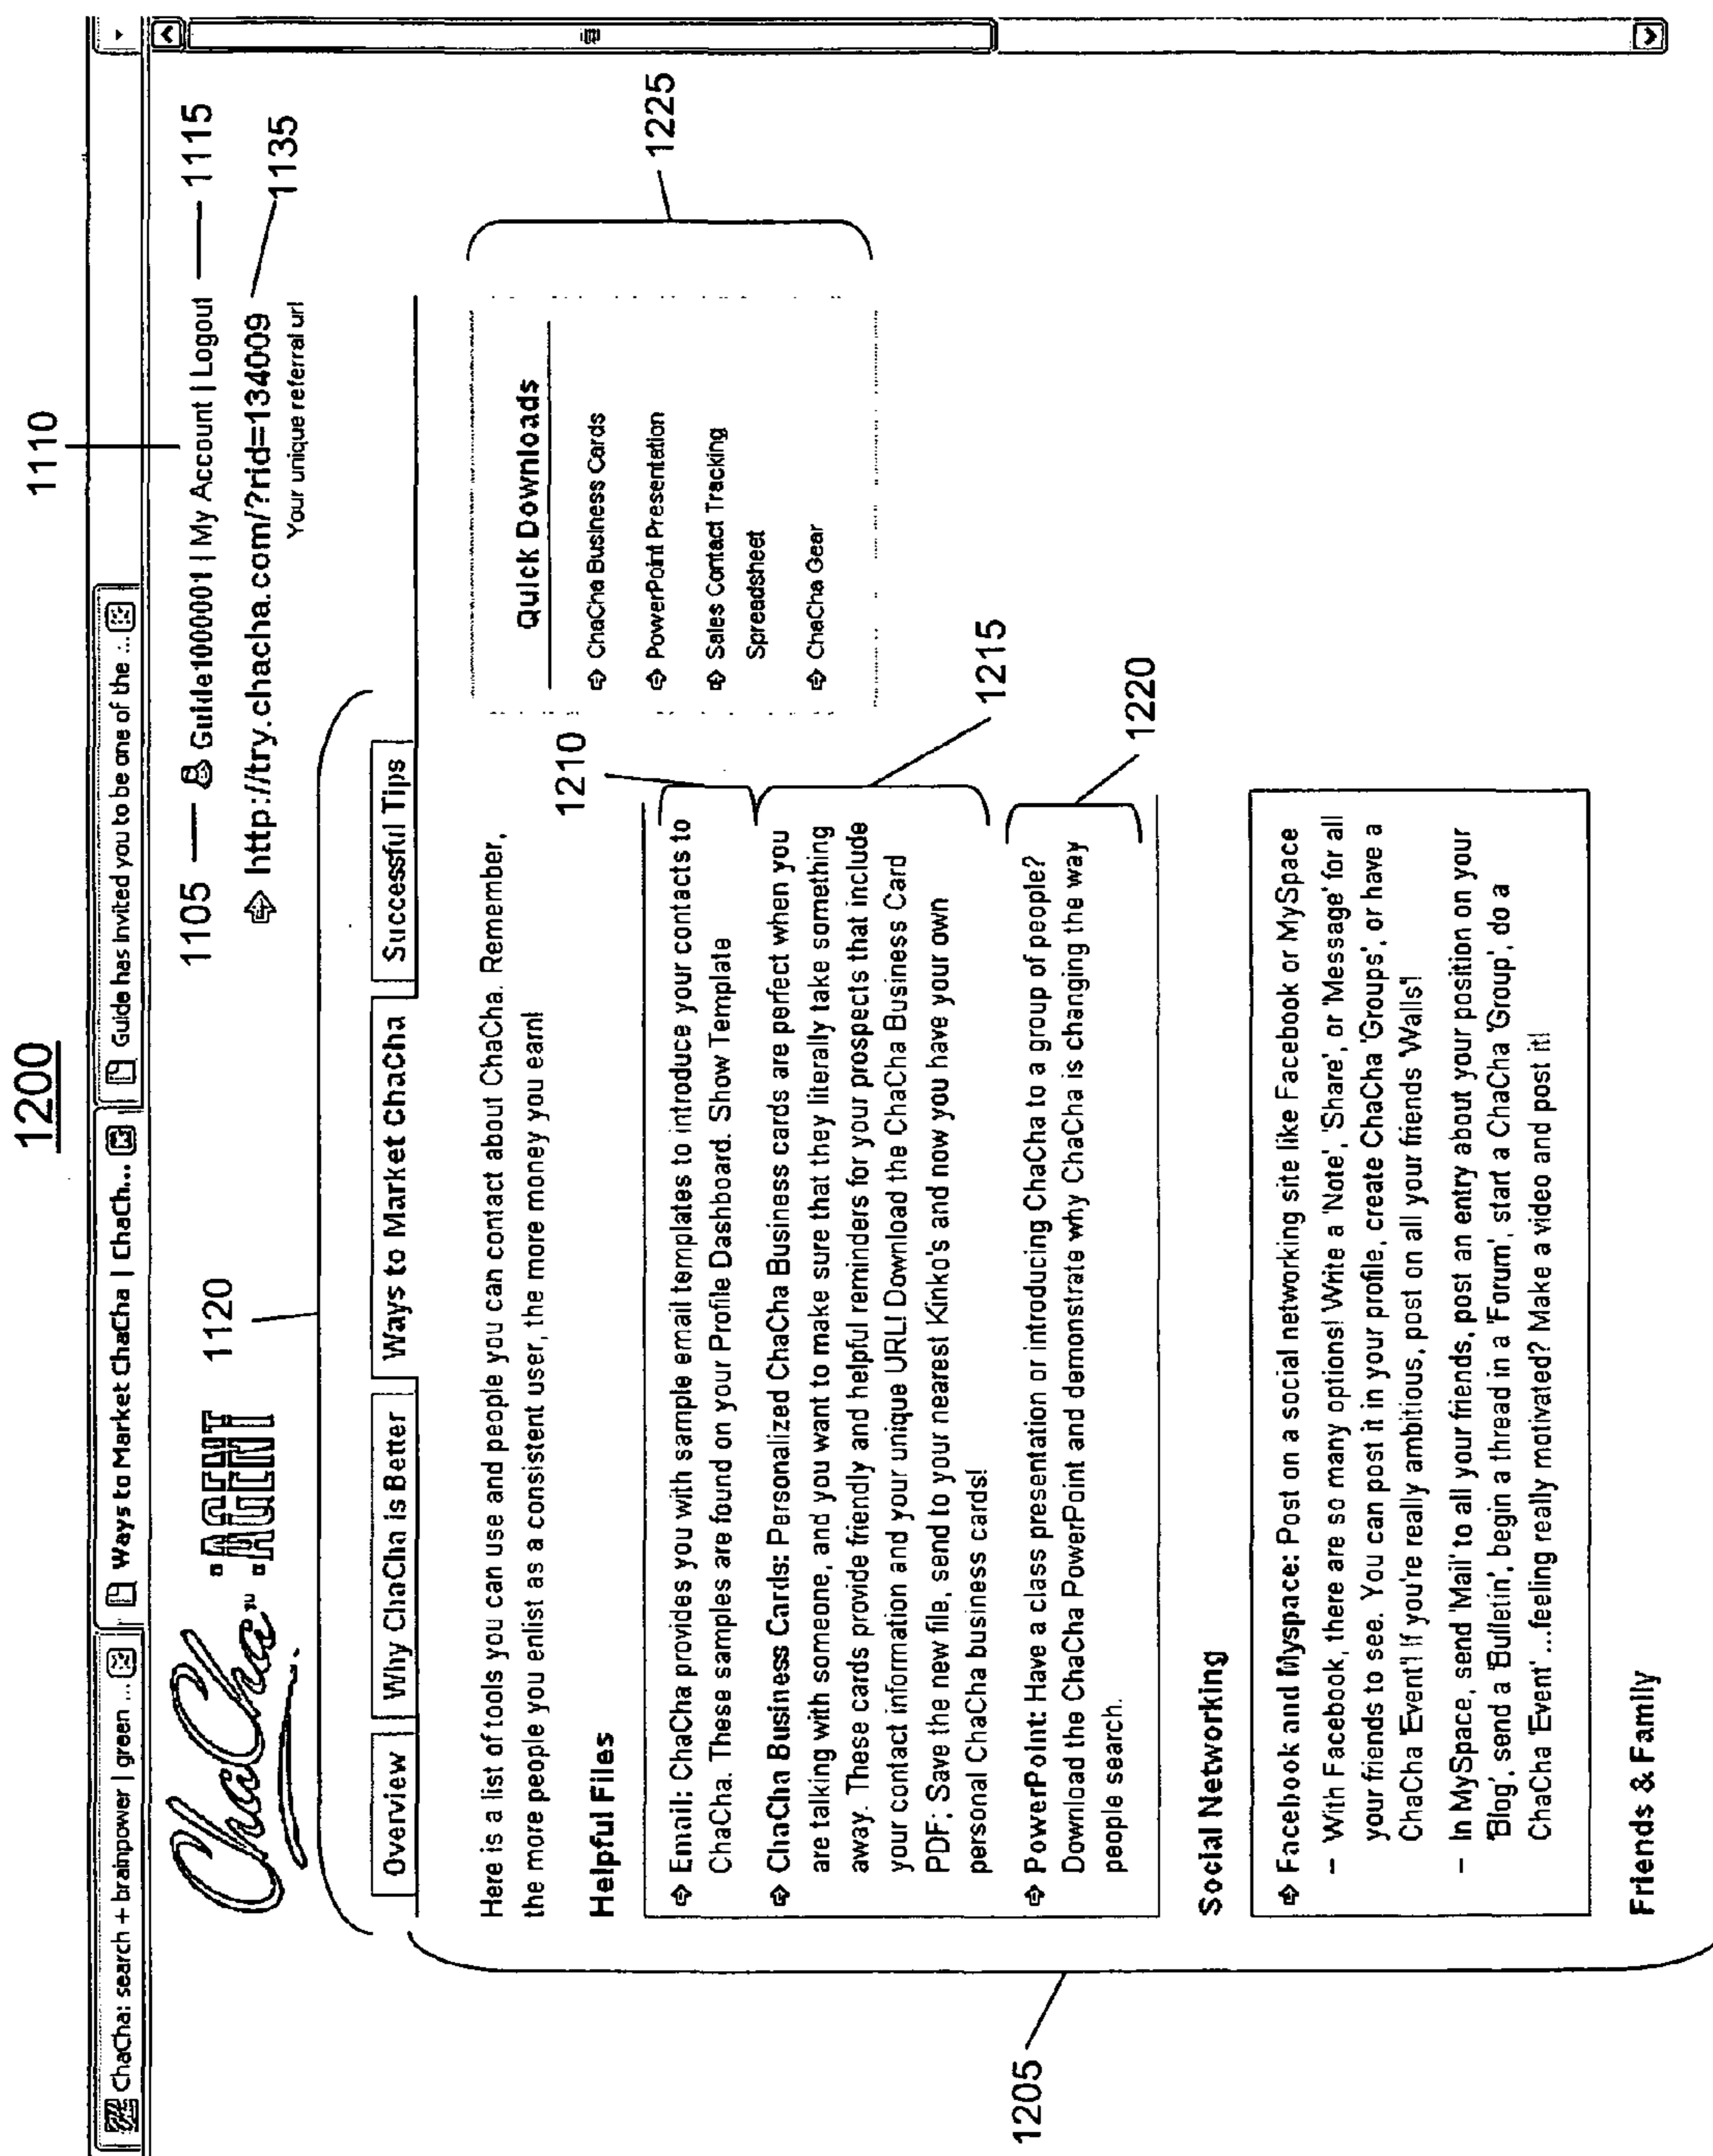 1200
1110
ChaCha: search + brainpower | green ...
Ways to Market ChaCha | ChaCh...
Guide has invited you to be one of the ...
ChaCha™
AGENT
1120
1105
Guide1000001 | My Account | Logout
1115
http://try.chacha.com/?rid=134009
1135
Your unique referral url
Overview
Why ChaCha is Better
Ways to Market ChaCha
Successful Tips
Here is a list of tools you can use and people you can contact about ChaCha. Remember,
the more people you enlist as a consistent user, the more money you earn!
Helpful Files
1210
Email: ChaCha provides you with sample email templates to introduce your contacts to
ChaCha. These samples are found on your Profile Dashboard. Show Template
ChaCha Business Cards: Personalized ChaCha Business cards are perfect when you
are talking with someone, and you want to make sure that they literally take something
away. These cards provide friendly and helpful reminders for your prospects that include
your contact information and your unique URL! Download the ChaCha Business Card
PDF; Save the new file, send to your nearest Kinko's and now you have your own
personal ChaCha business cards!
1215
PowerPoint: Have a class presentation or introducing ChaCha to a group of people?
Download the ChaCha PowerPoint and demonstrate why ChaCha is changing the way
people search.
1220
Quick Downloads
ChaCha Business Cards
PowerPoint Presentation
Sales Contact Tracking
Spreadsheet
ChaCha Gear
1225
Social Networking
Facebook and Myspace: Post on a social networking site like Facebook or MySpace
– With Facebook, there are so many options! Write a 'Note', 'Share', or 'Message' for all
your friends to see. You can post it in your profile, create ChaCha 'Groups', or have a
ChaCha 'Event'! If you're really ambitious, post on all your friends 'Walls'!
– In MySpace, send 'Mail' to all your friends, post an entry about your position on your
'Blog', send a 'Bulletin', begin a thread in a 'Forum', start a ChaCha 'Group', do a
ChaCha 'Event' ...feeling really motivated? Make a video and post it!
Friends & Family
1205